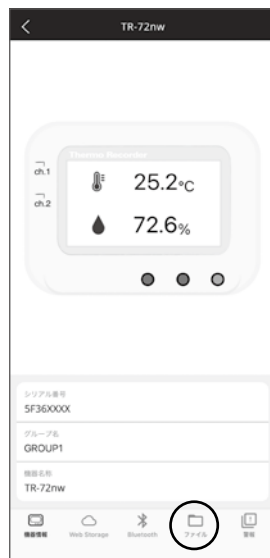 TR-72nw
Thermo Recorder
ch.1
25.2°C
ch.2
72.6%
シリアル番号
5F36XXXX
グループ名
GROUP1
機器名称
TR-72nw
機器情報 Web Storage Bluetooth ファイル 警報